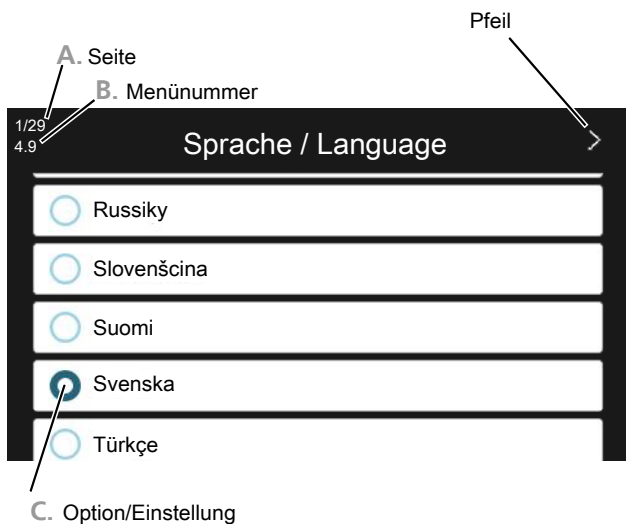 Pfeil
A. Seite
B. Menünummer
1/29
4.9
Sprache / Language
Russiky
Slovenšcina
Suomi
Svenska
Türkçe
C. Option/Einstellung